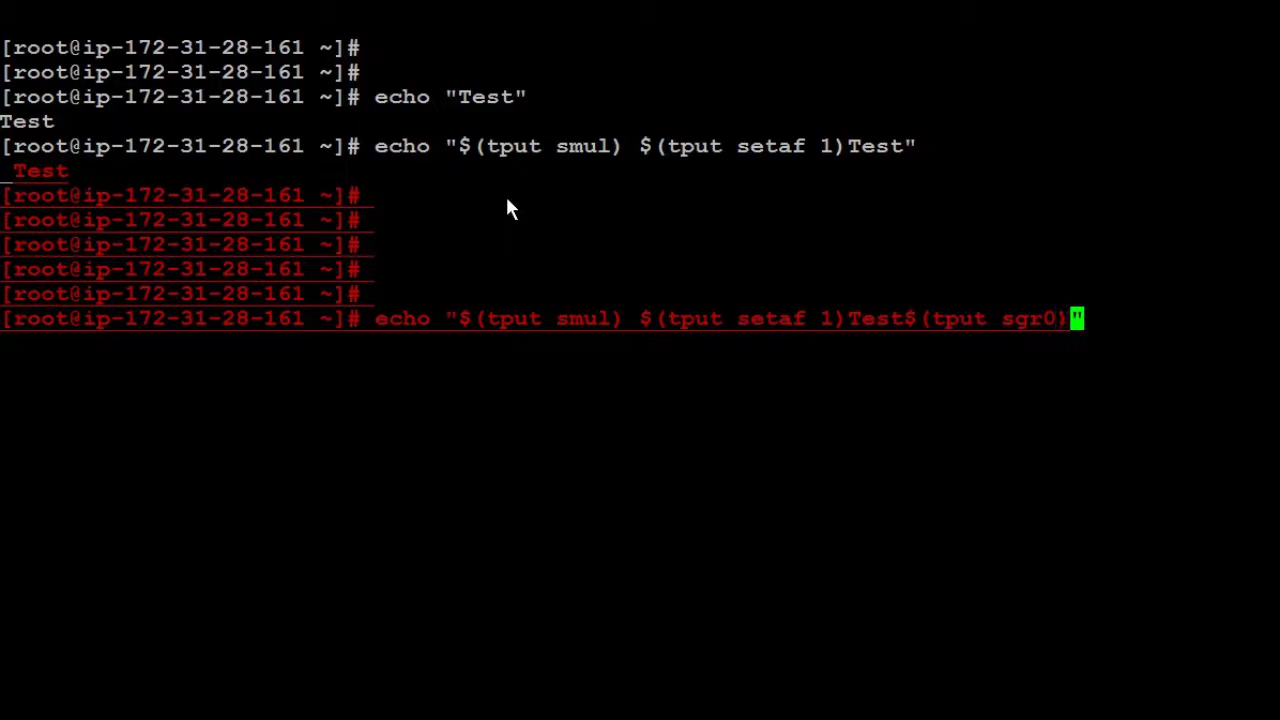 [root@ip-172-31-28-161 ~]#
[root@ip-172-31-28-161 ~]#
[root@ip-172-31-28-161 ~]# echo "Test"
Test
[root@ip-172-31-28-161 ~]# echo "$(tput smul) $(tput setaf 1)Test"
 Test
[root@ip-172-31-28-161 ~]#
[root@ip-172-31-28-161 ~]#
[root@ip-172-31-28-161 ~]#
[root@ip-172-31-28-161 ~]#
[root@ip-172-31-28-161 ~]#
[root@ip-172-31-28-161 ~]# echo "$(tput smul) $(tput setaf 1)Test$(tput sgr0)"